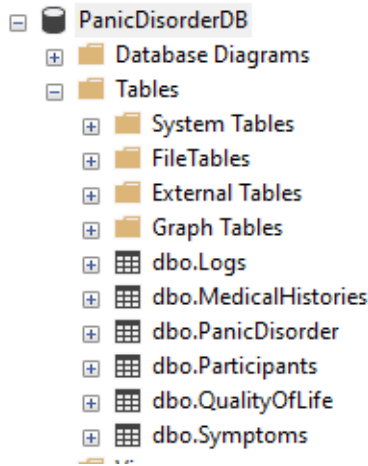 PanicDisorderDB
Database Diagrams
Tables
System Tables
FileTables
External Tables
Graph Tables
dbo.Logs
dbo.MedicalHistories
dbo.PanicDisorder
dbo.Participants
dbo.QualityOfLife
dbo.Symptoms